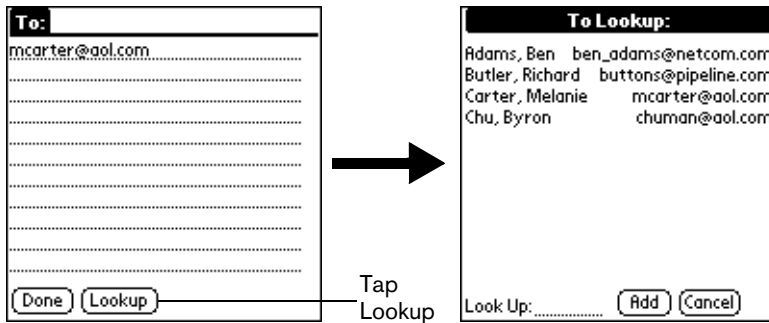 To:
mcarter@aol.com
Done Lookup
Tap
Lookup
To Lookup:
Adams, Ben ben_adams@netcom.com
Butler, Richard buttons@pipeline.com
Carter, Melanie mcarter@aol.com
Chu, Byron chuman@aol.com
Look Up: Add Cancel